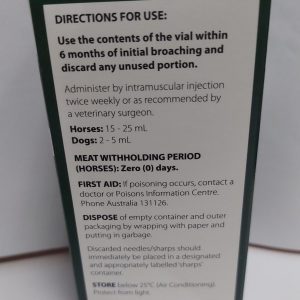 DIRECTIONS FOR USE:
Use the contents of the vial within
6 months of initial broaching and
discard any unused portion.
Administer by intramuscular injection
twice weekly or as recommended by
a veterinary surgeon.
Horses: 15 - 25 mL
Dogs: 2 - 5 mL
MEAT WITHHOLDING PERIOD
(HORSES): Zero (0) days.
FIRST AID: If poisoning occurs, contact a
doctor or Poisons Information Centre.
Phone Australia 131126.
DISPOSE of empty container and outer
packaging by wrapping with paper and
putting in garbage.
Discarded needles/sharps should
immediately be placed in a designated
and appropriately labelled 'sharps'
container.
STORE below 25°C (Air Conditioning).
Protect from light.